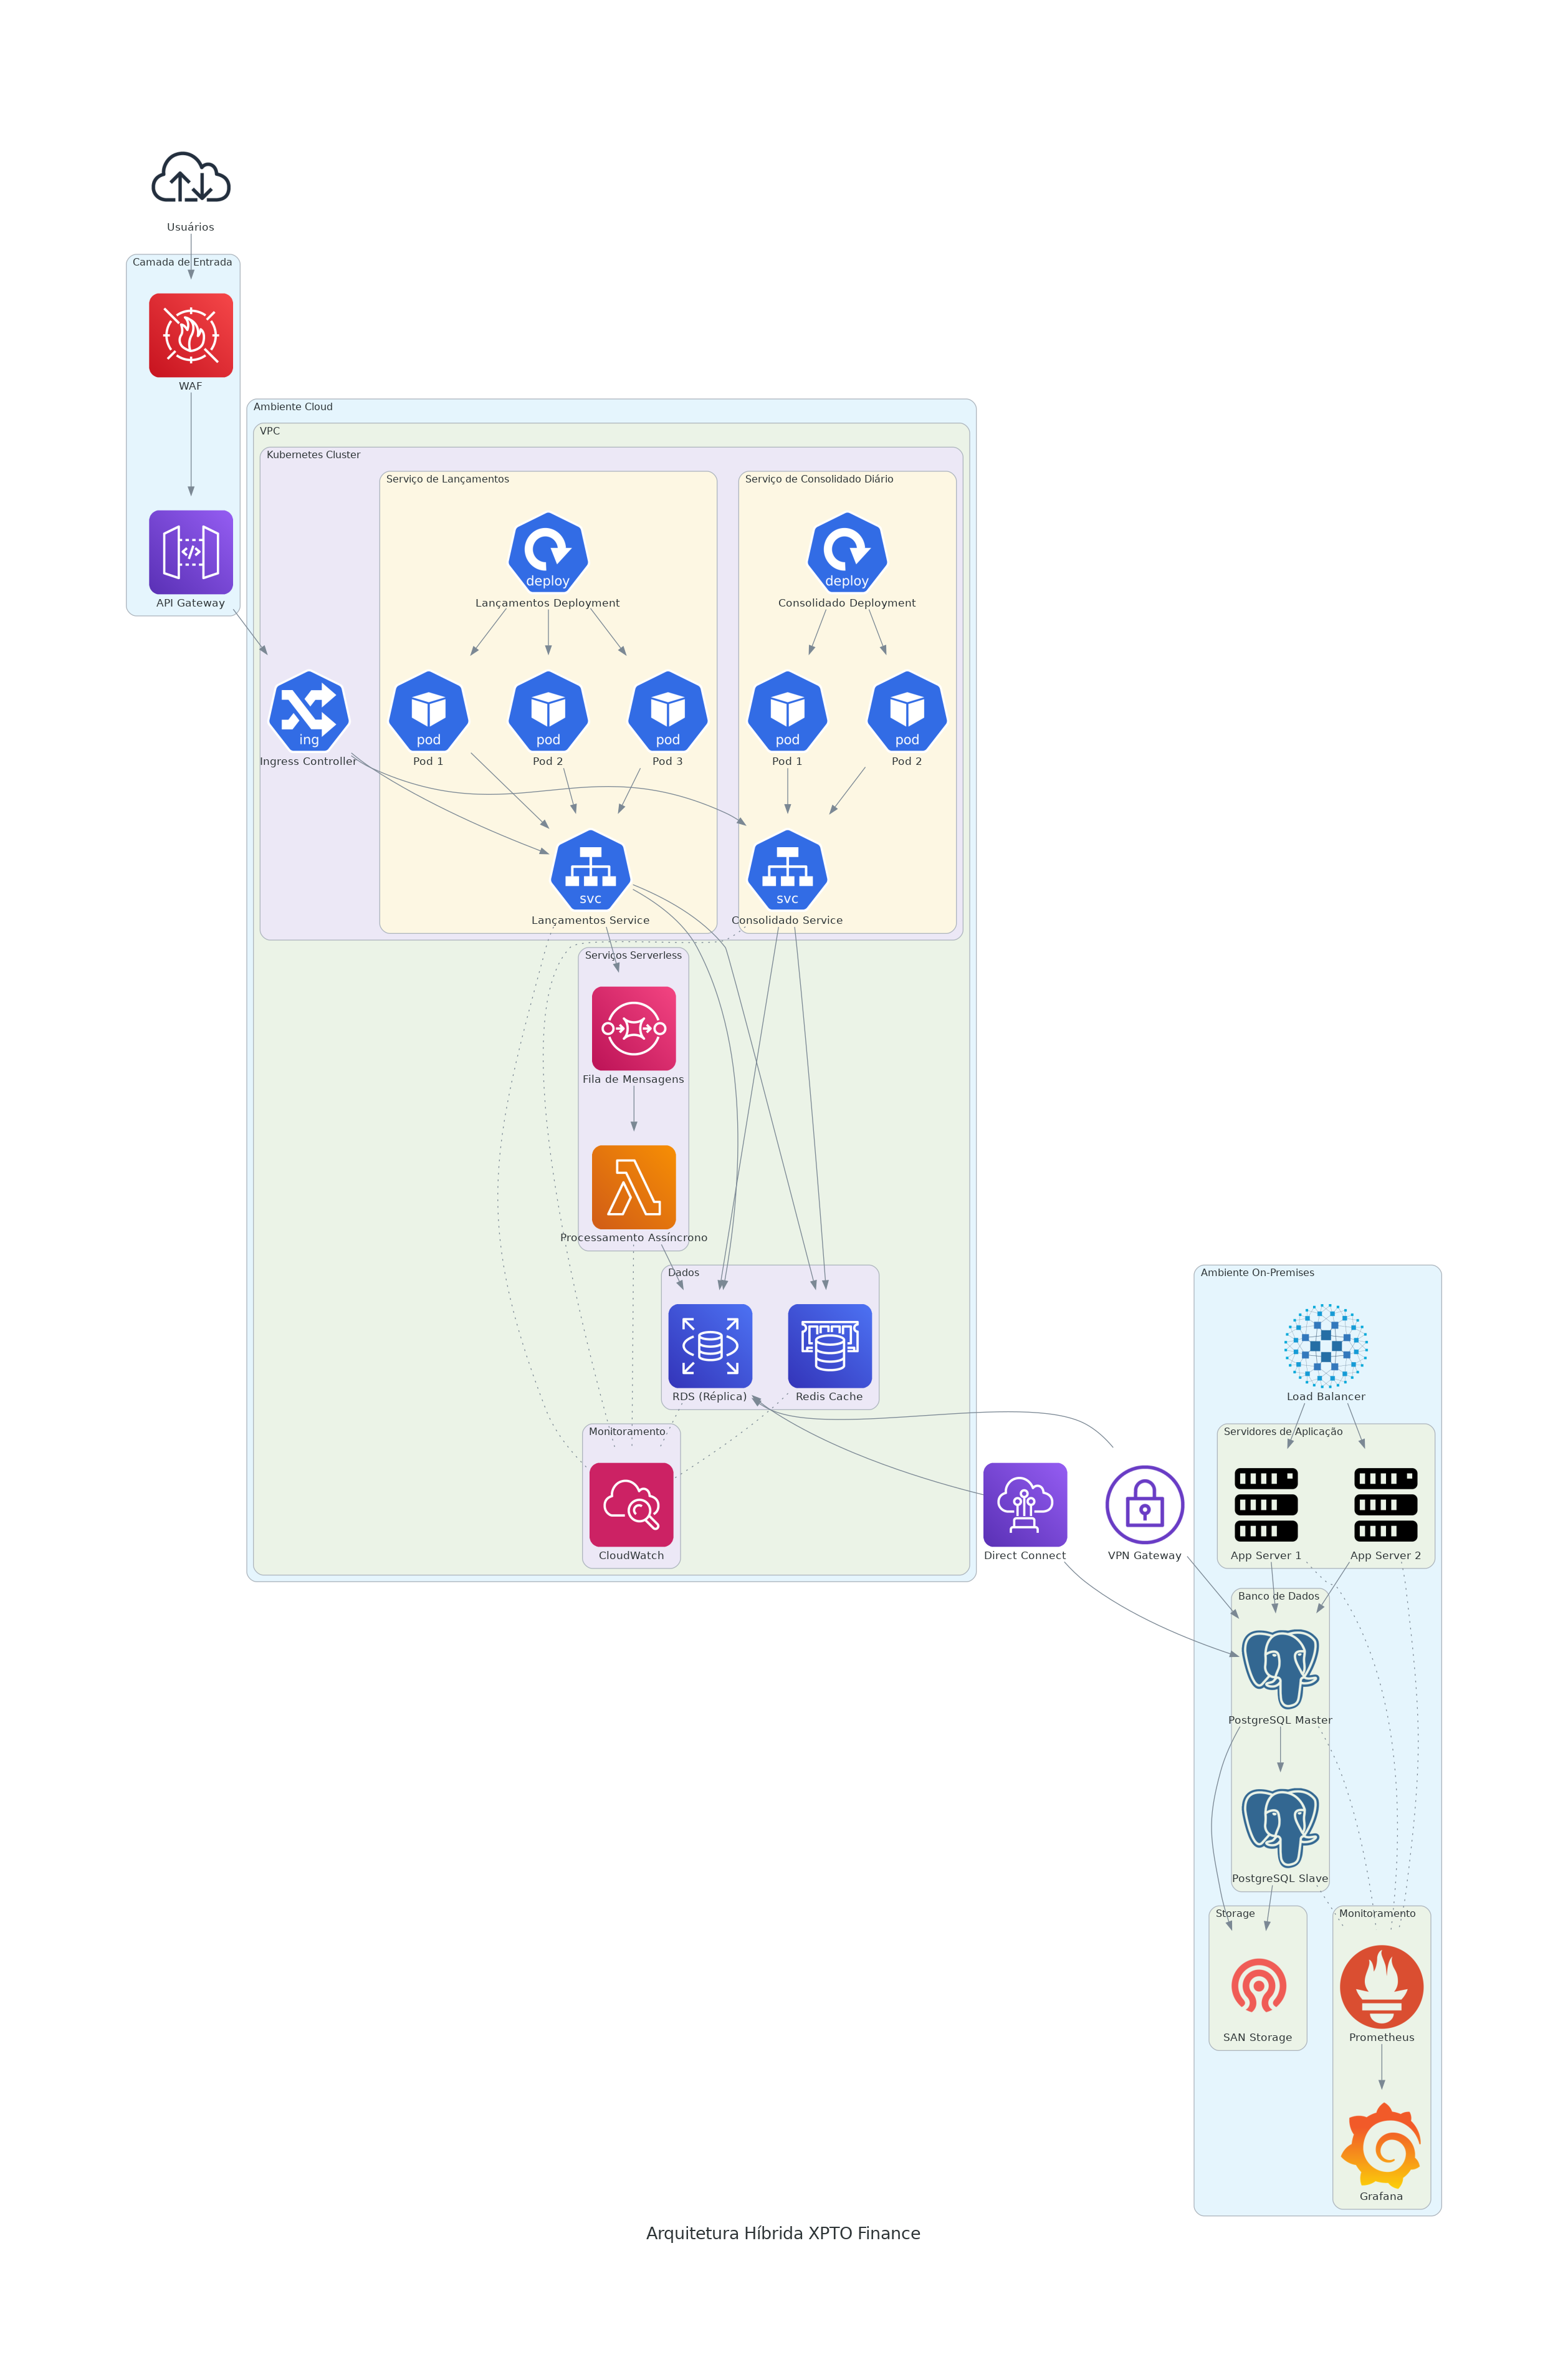 Usuários
Camada de Entrada
WAF
API Gateway
Ambiente Cloud
VPC
Kubernetes Cluster
Serviço de Lançamentos
Serviço de Consolidado Diário
deploy
Lançamentos Deployment
deploy
Consolidado Deployment
ing
Ingress Controller
pod
Pod 1
pod
Pod 2
pod
Pod 3
pod
Pod 1
pod
Pod 2
svc
Lançamentos Service
svc
Consolidado Service
Serviços Serverless
Fila de Mensagens
Processamento Assíncrono
Dados
RDS (Réplica)
Redis Cache
Monitoramento
CloudWatch
Direct Connect
VPN Gateway
Ambiente On-Premises
Load Balancer
Servidores de Aplicação
App Server 1
App Server 2
Banco de Dados
PostgreSQL Master
PostgreSQL Slave
Storage
SAN Storage
Monitoramento
Prometheus
Grafana
Arquitetura Híbrida XPTO Finance